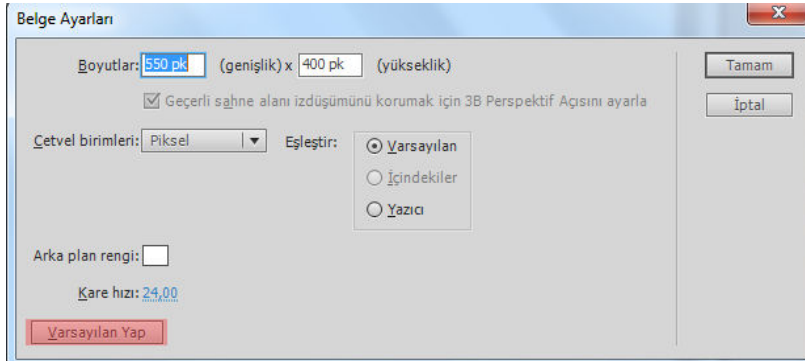 Belge Ayarları
x
Boyutlar: 550 pk (genişlik) x 400 pk (yükseklik)
Tamam
Geçerli sahne alanı izdüşümünü korumak için 3B Perspektif Açısını ayarla
İptal
Cetvel birimleri: Piksel
Eşleştir:
Varsayılan
İçindekiler
Yazıcı
Arka plan rengi:
Kare hızı: 24,00
Varsayılan Yap